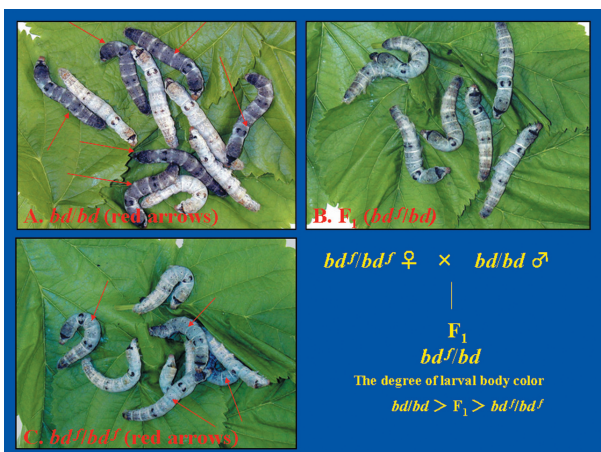 A. bd bd (red arrows)
B. F₁ (bdᶠ/bd)
C. bdᶠ/bdᶠ (red arrows)
bdᶠ/bdᶠ ♀ × bd/bd ♂
F₁
bdᶠ/bd
The degree of larval body color
bd/bd > F₁ > bdᶠ/bdᶠ